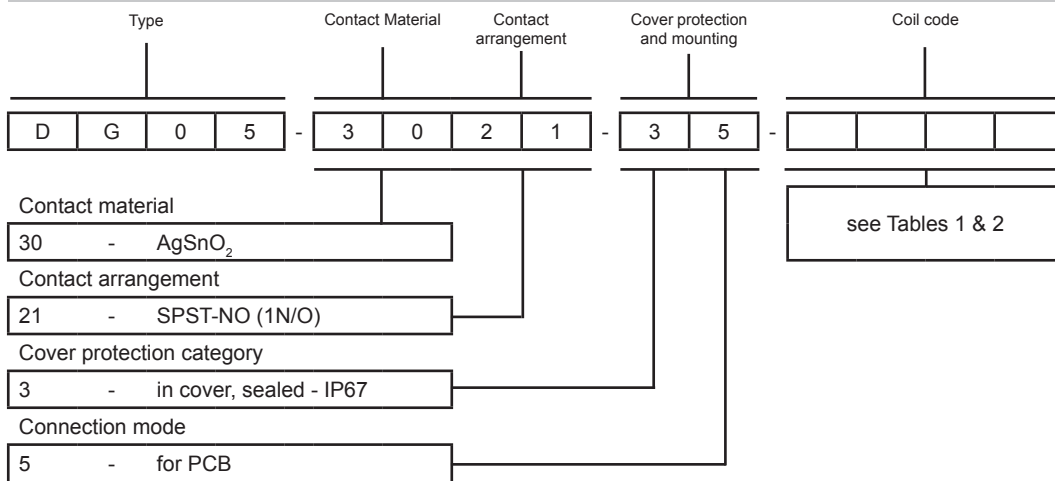 Type Contact Material Contact arrangement Cover protection and mounting Coil code
D G 0 5 - 3 0 2 1 - 3 5 -
see Tables 1 & 2
Contact material
30 - AgSnO₂
Contact arrangement
21 - SPST-NO (1N/O)
Cover protection category
3 - in cover, sealed - IP67
Connection mode
5 - for PCB